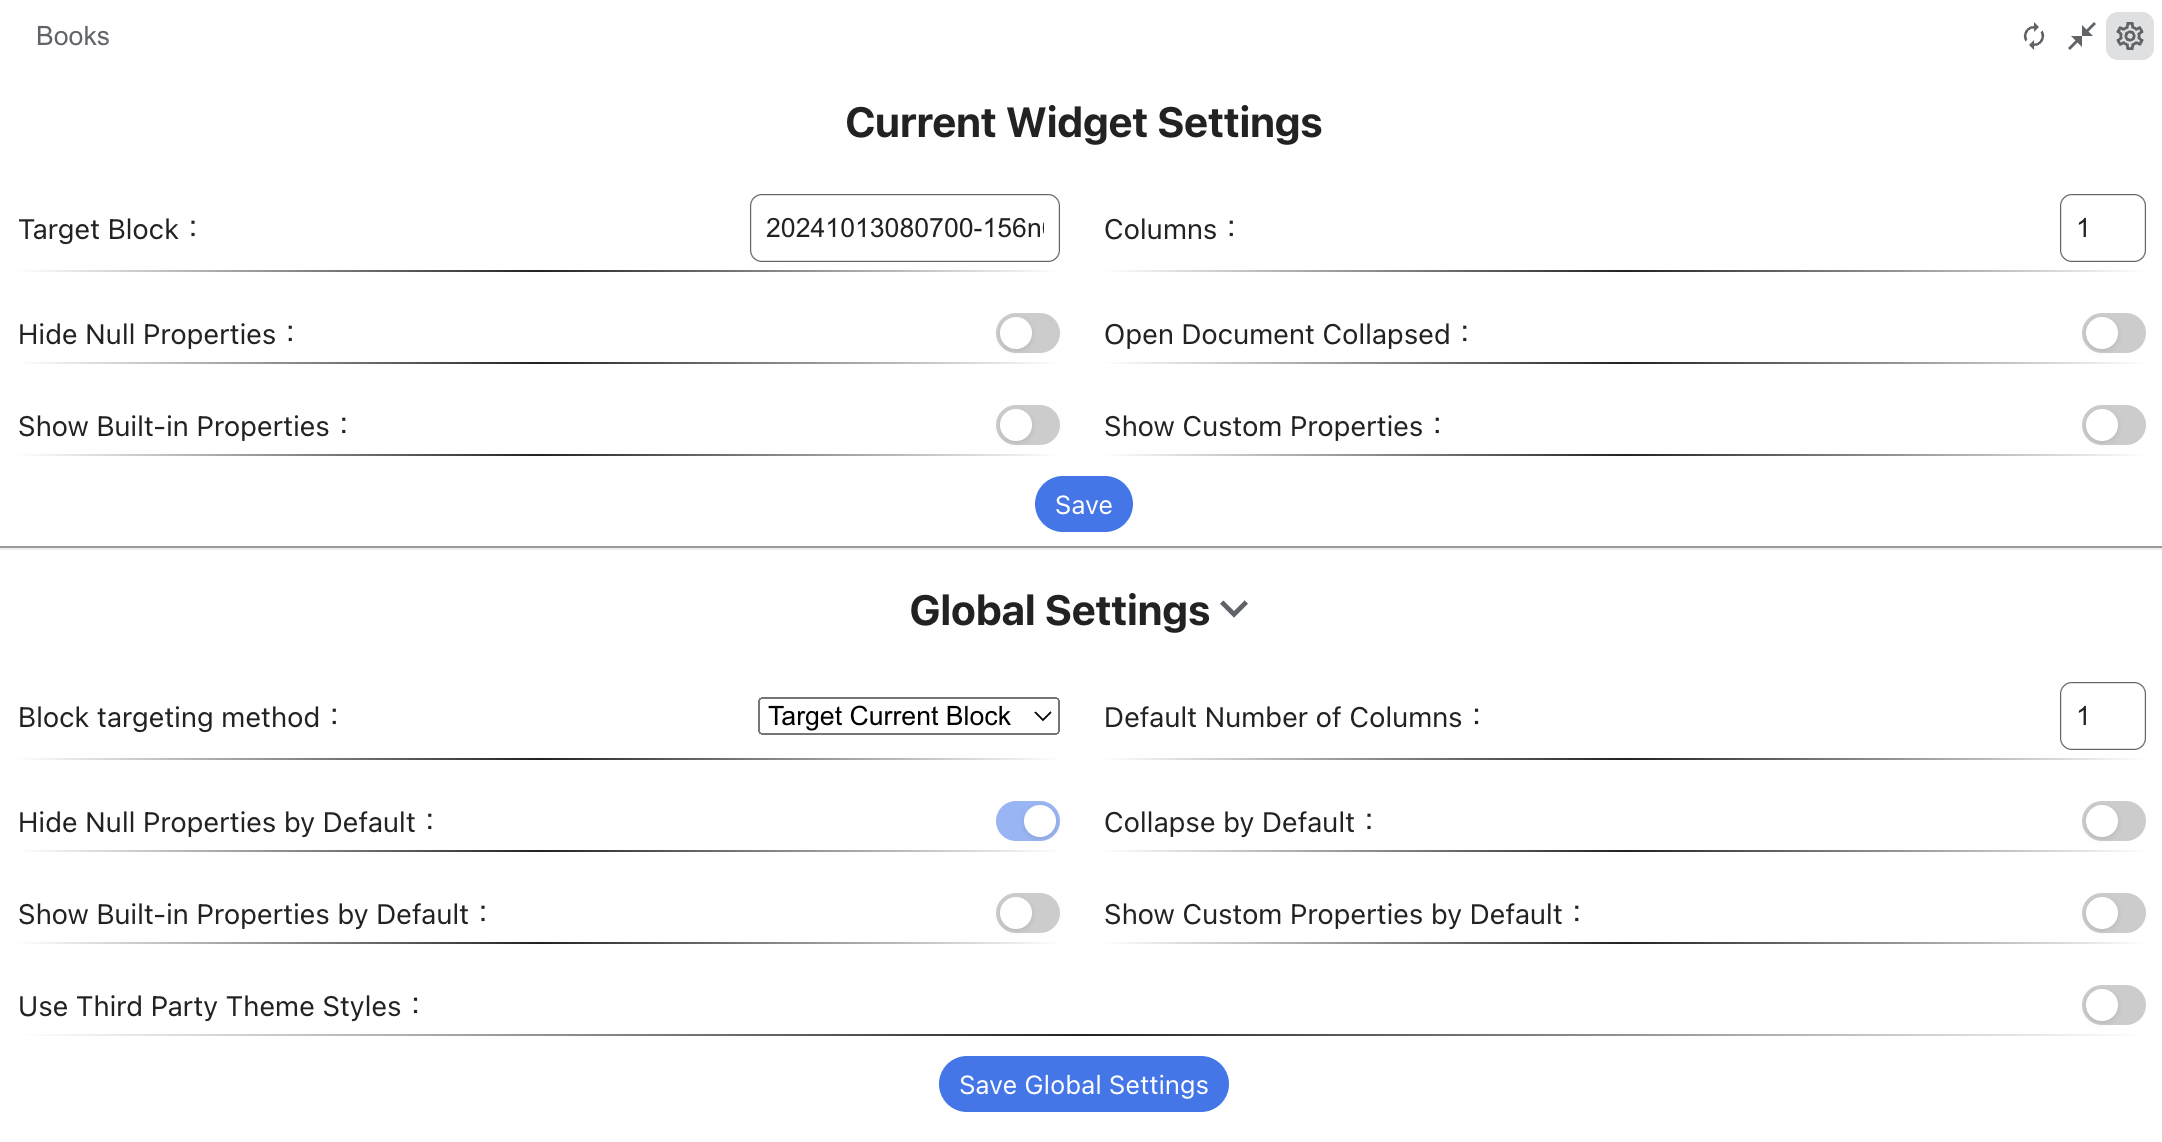 Books
Current Widget Settings
Target Block：
20241013080700-156n
Columns：
1
Hide Null Properties：
Open Document Collapsed：
Show Built-in Properties：
Show Custom Properties：
Save
Global Settings
Block targeting method：
Target Current Block
Default Number of Columns：
1
Hide Null Properties by Default：
Collapse by Default：
Show Built-in Properties by Default：
Show Custom Properties by Default：
Use Third Party Theme Styles：
Save Global Settings